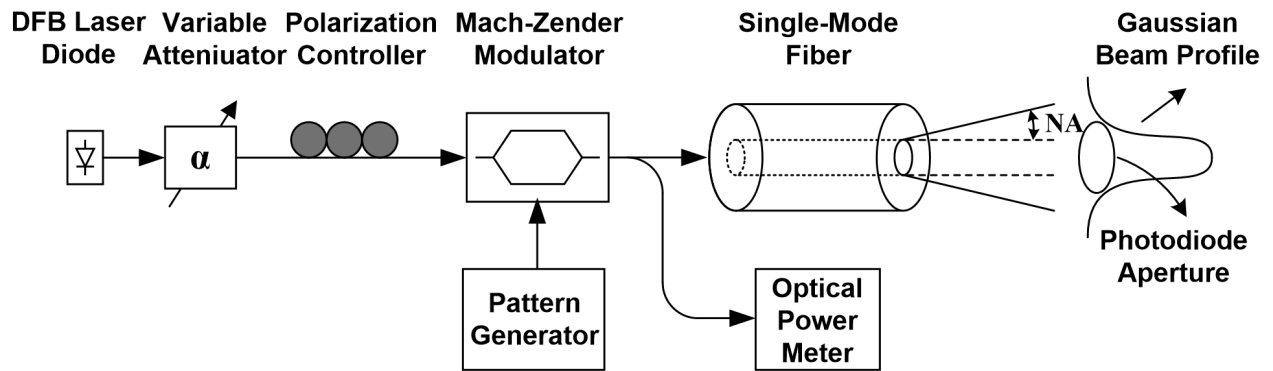 DFB Laser
Diode
Variable
Atteniuator
Polarization
Controller
Mach-Zender
Modulator
Single-Mode
Fiber
Gaussian
Beam Profile
α
NA
Pattern
Generator
Optical
Power
Meter
Photodiode
Aperture